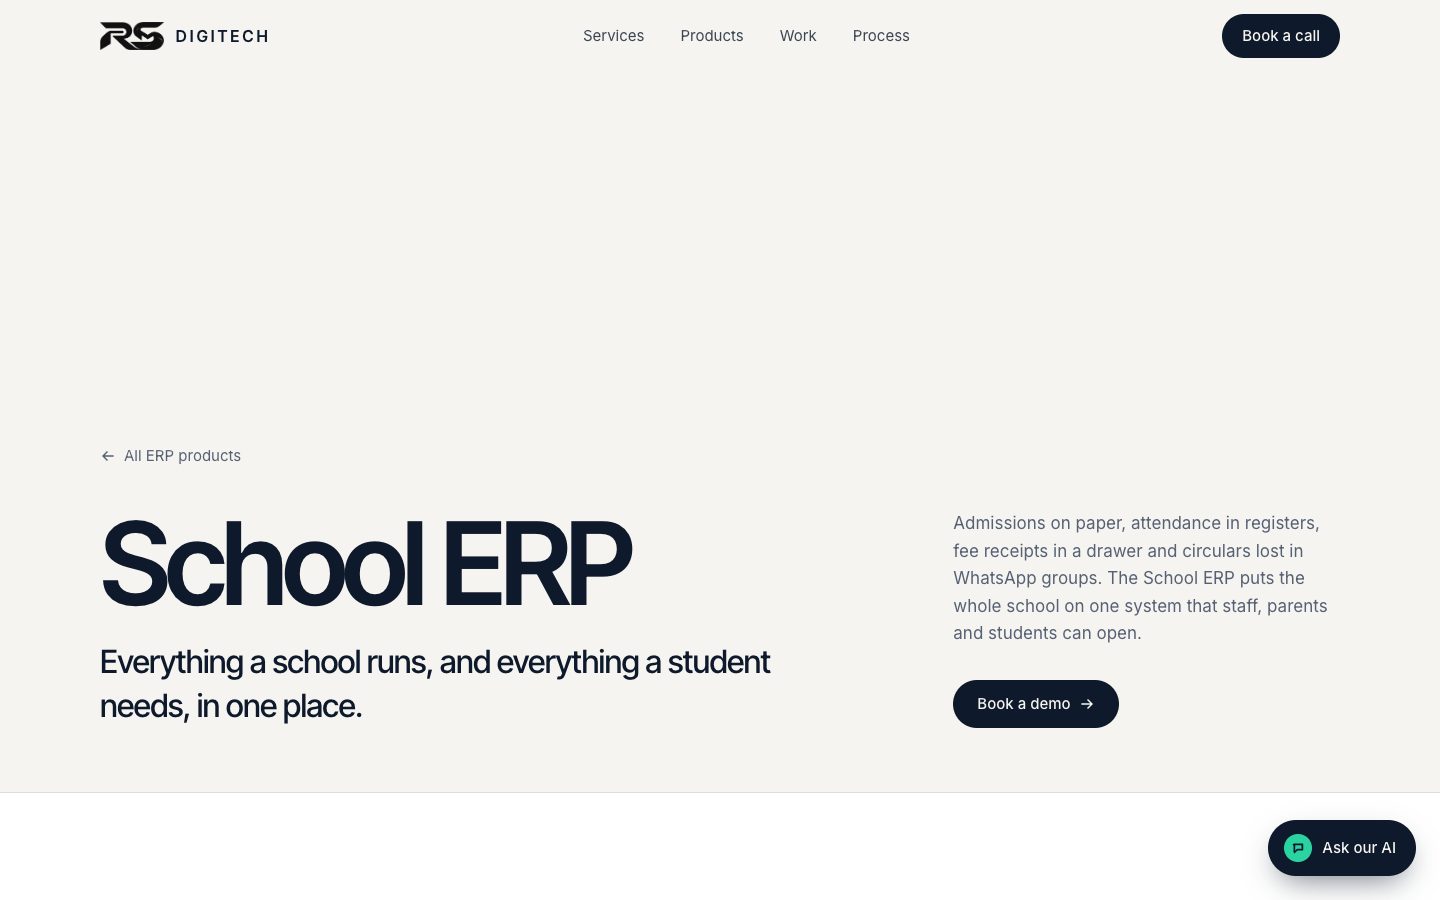 RS DIGITECH
Services
Products
Work
Process
Book a call
← All ERP products
School ERP
Everything a school runs, and everything a student
needs, in one place.
Admissions on paper, attendance in registers,
fee receipts in a drawer and circulars lost in
WhatsApp groups. The School ERP puts the
whole school on one system that staff, parents
and students can open.
Book a demo →
Ask our AI